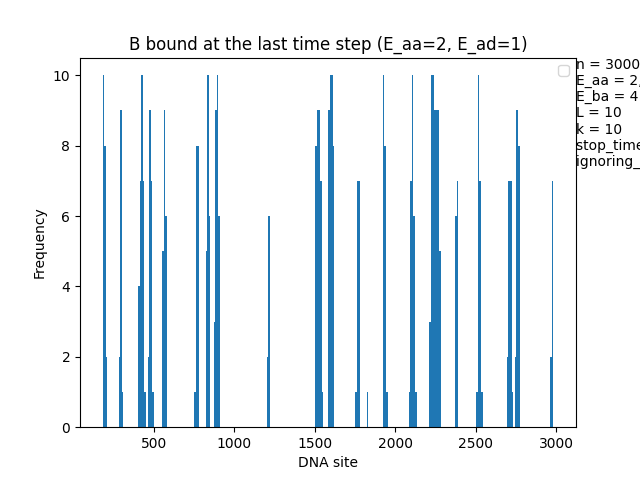 B bound at the last time step (E_aa=2, E_ad=1)
n = 3000
E_aa = 2,
E_ba = 4
L = 10
k = 10
stop_time
ignoring_
10
8
6
4
2
0
Frequency
500 1000 1500 2000 2500 3000
DNA site